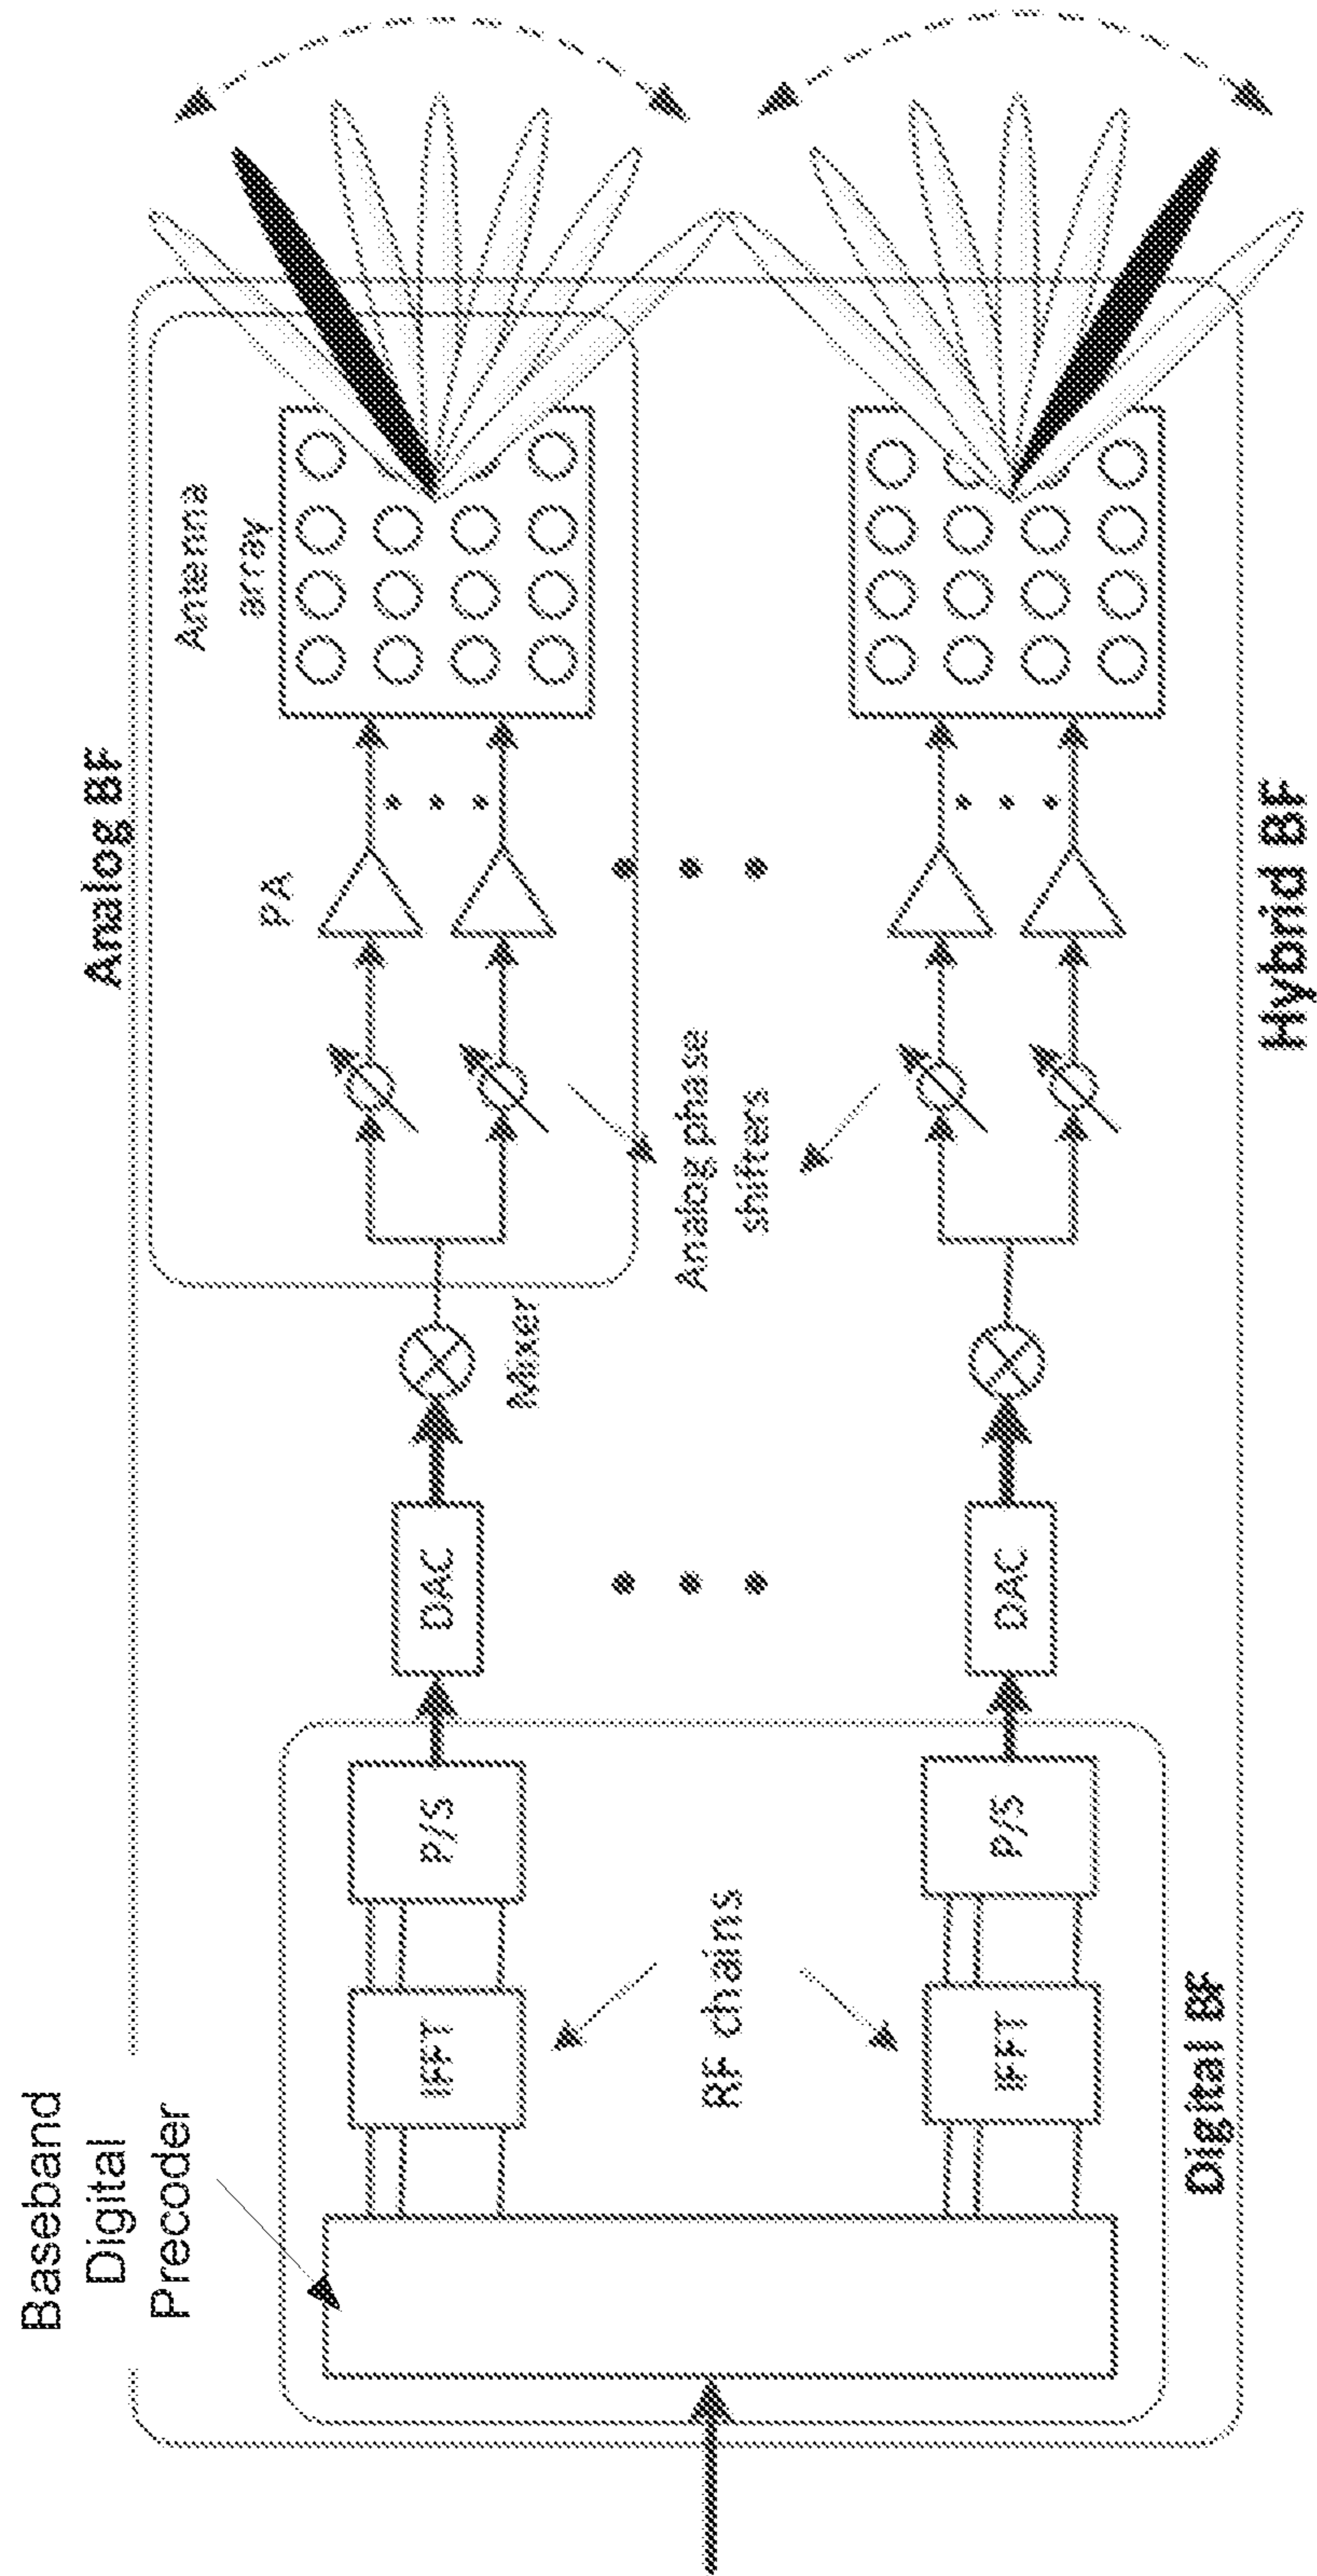 Baseband
Digital
Precoder
IFFT
P/S
DAC
Mixer
Analog BF
PA
Antenna
array
RF chains
Analog phase
shifters
IFFT
P/S
DAC
Digital BF
Hybrid BF